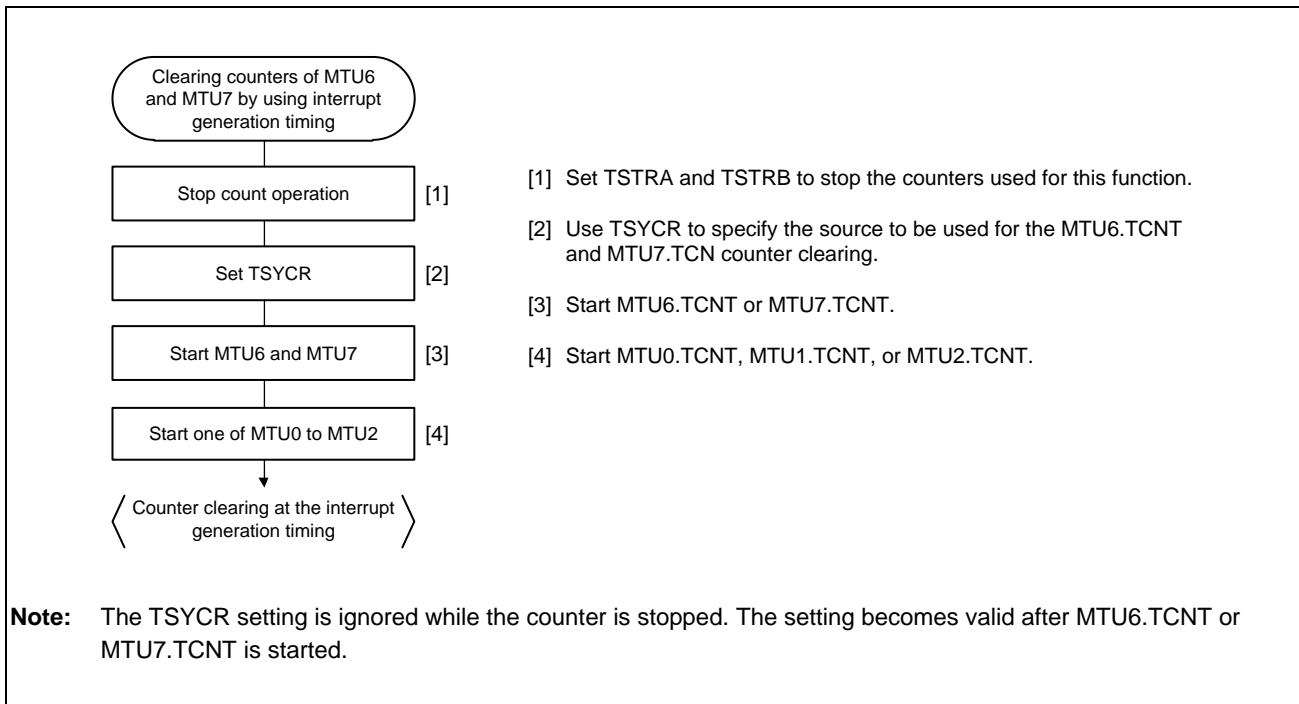 Clearing counters of MTU6
and MTU7 by using interrupt
generation timing
Stop count operation
[1]
Set TSYCR
[2]
Start MTU6 and MTU7
[3]
Start one of MTU0 to MTU2
[4]
Counter clearing at the interrupt
generation timing
[1] Set TSTRA and TSTRB to stop the counters used for this function.
[2] Use TSYCR to specify the source to be used for the MTU6.TCNT
and MTU7.TCN counter clearing.
[3] Start MTU6.TCNT or MTU7.TCNT.
[4] Start MTU0.TCNT, MTU1.TCNT, or MTU2.TCNT.
Note: The TSYCR setting is ignored while the counter is stopped. The setting becomes valid after MTU6.TCNT or
MTU7.TCNT is started.